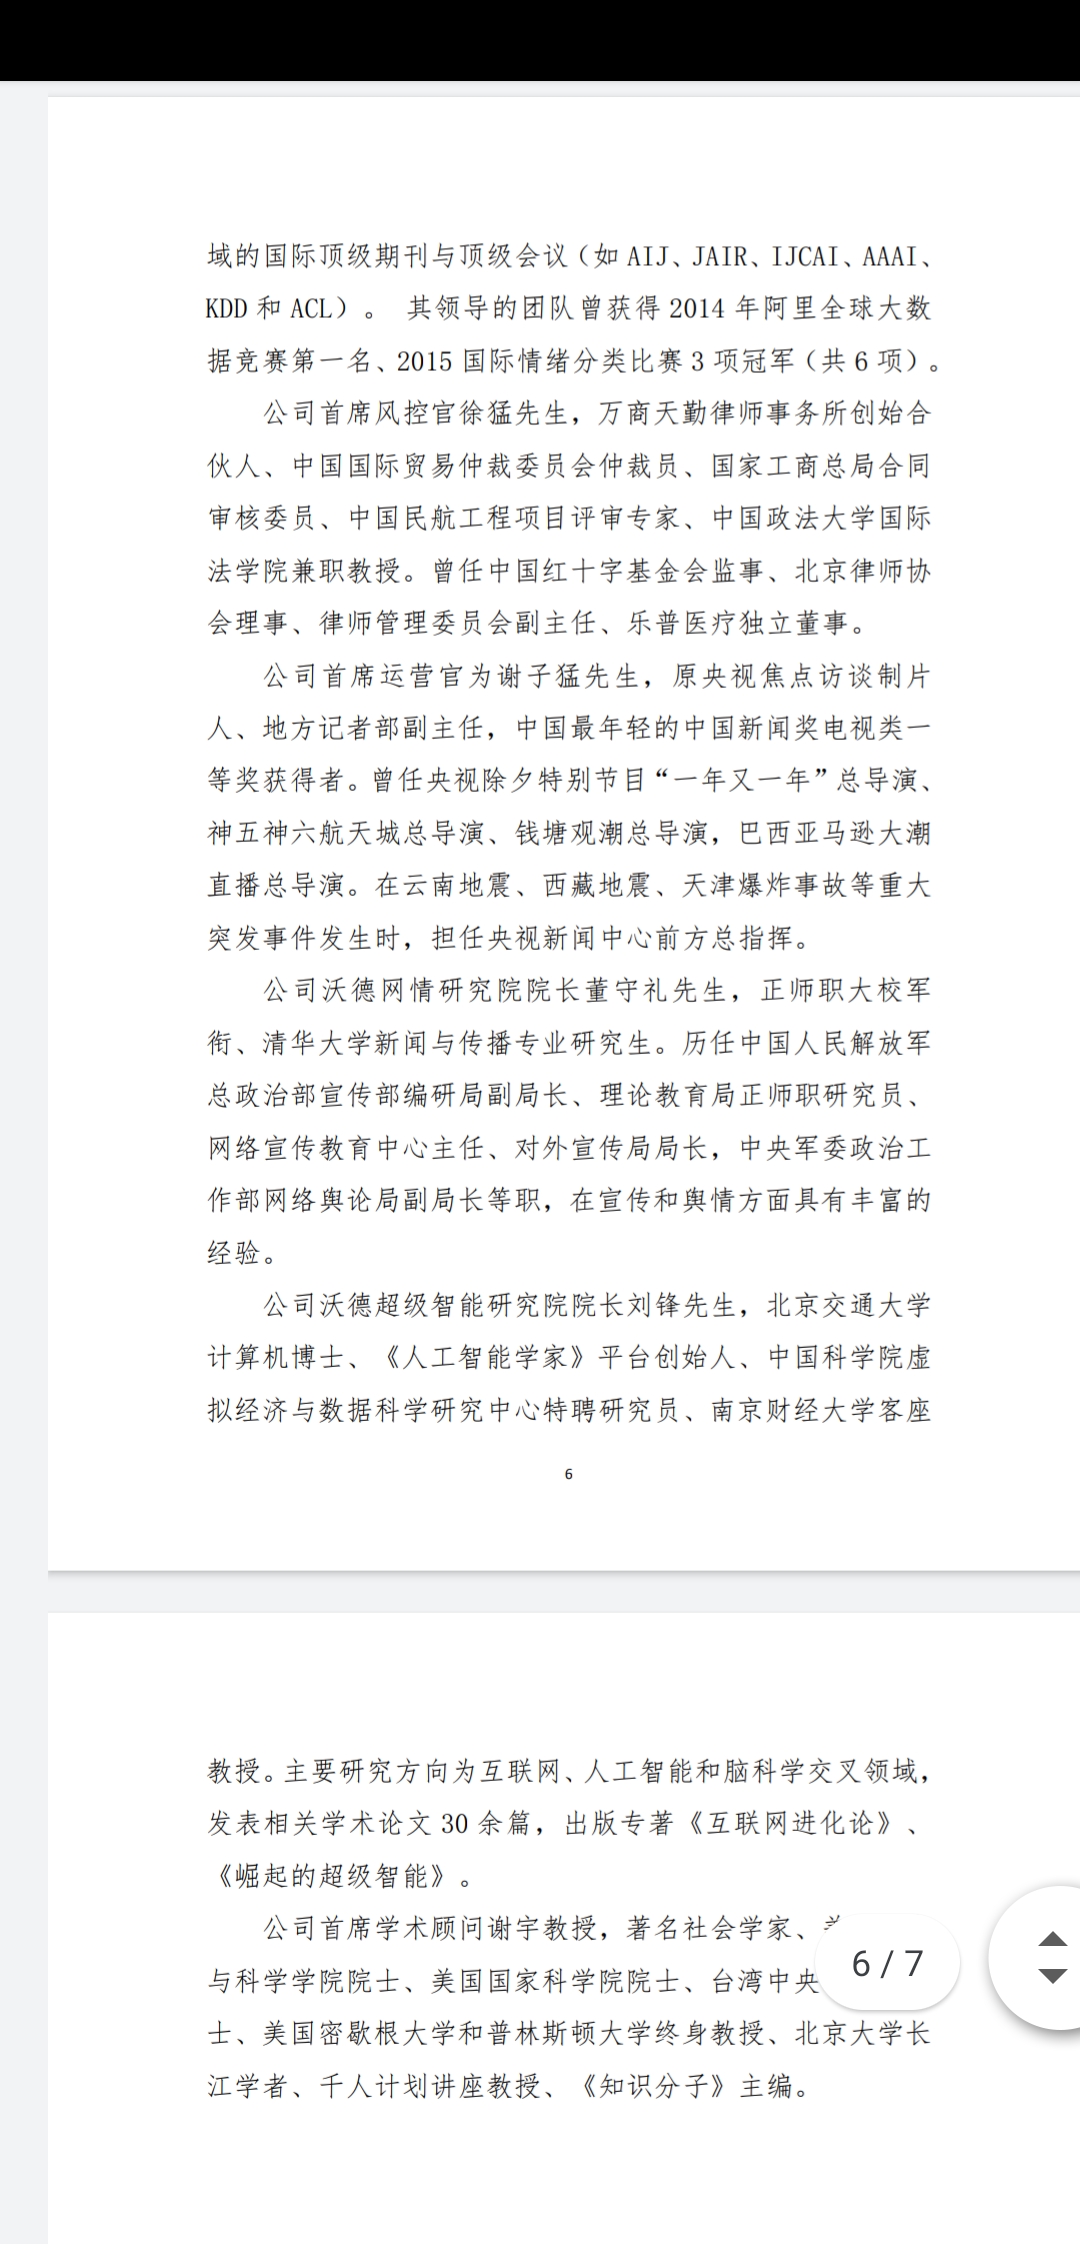 域的国际顶级期刊与顶级会议（如 AIJ、JAIR、IJCAI、AAAI、
KDD 和 ACL）。 其领导的团队曾获得 2014 年阿里全球大数
据竞赛第一名、2015 国际情绪分类比赛 3 项冠军（共 6 项）。
公司首席风控官徐猛先生，万商天勤律师事务所创始合
伙人、中国国际贸易仲裁委员会仲裁员、国家工商总局合同
审核委员、中国民航工程项目评审专家、中国政法大学国际
法学院兼职教授。曾任中国红十字基金会监事、北京律师协
会理事、律师管理委员会副主任、乐普医疗独立董事。
公司首席运营官为谢子猛先生，原央视焦点访谈制片
人、地方记者部副主任，中国最年轻的中国新闻奖电视类一
等奖获得者。曾任央视除夕特别节目“一年又一年”总导演、
神五神六航天城总导演、钱塘观潮总导演，巴西亚马逊大潮
直播总导演。在云南地震、西藏地震、天津爆炸事故等重大
突发事件发生时，担任央视新闻中心前方总指挥。
公司沃德网情研究院院长董守礼先生，正师职大校军
衔、清华大学新闻与传播专业研究生。历任中国人民解放军
总政治部宣传部编研局副局长、理论教育局正师职研究员、
网络宣传教育中心主任、对外宣传局局长，中央军委政治工
作部网络舆论局副局长等职，在宣传和舆情方面具有丰富的
经验。
公司沃德超级智能研究院院长刘锋先生，北京交通大学
计算机博士、《人工智能学家》平台创始人、中国科学院虚
拟经济与数据科学研究中心特聘研究员、南京财经大学客座
6
教授。主要研究方向为互联网、人工智能和脑科学交叉领域，
发表相关学术论文 30 余篇，出版专著《互联网进化论》、
《崛起的超级智能》。
公司首席学术顾问谢宇教授，著名社会学家、
与科学学院院士、美国国家科学院院士、台湾中央
6 / 7
士、美国密歇根大学和普林斯顿大学终身教授、北京大学长
江学者、千人计划讲座教授、《知识分子》主编。